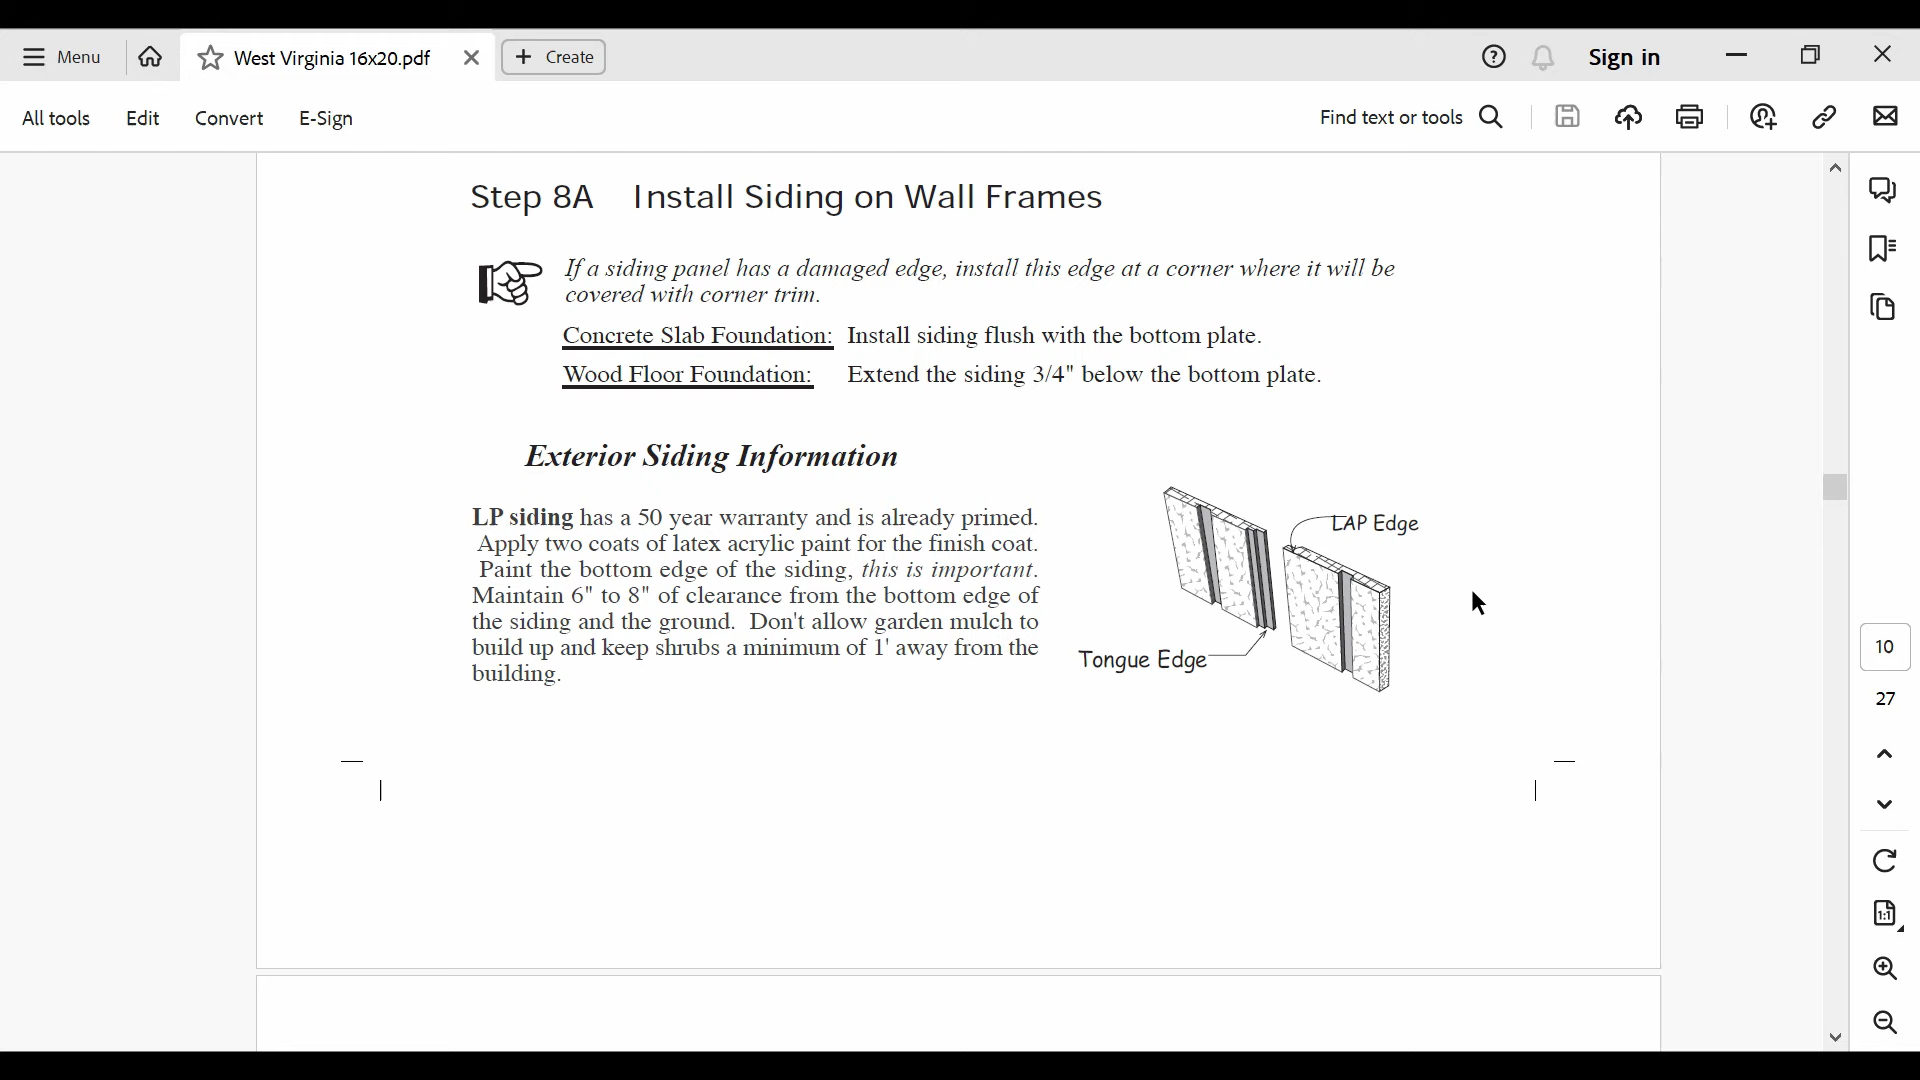 Menu
West Virginia 16x20.pdf
Create
Sign in
All tools
Edit
Convert
E-Sign
Find text or tools
Step 8A Install Siding on Wall Frames
If a siding panel has a damaged edge, install this edge at a corner where it will be
covered with corner trim.
Concrete Slab Foundation: Install siding flush with the bottom plate.
Wood Floor Foundation: Extend the siding 3/4" below the bottom plate.
Exterior Siding Information
LP siding has a 50 year warranty and is already primed.
Apply two coats of latex acrylic paint for the finish coat.
Paint the bottom edge of the siding, this is important.
Maintain 6" to 8" of clearance from the bottom edge of
the siding and the ground. Don't allow garden mulch to
build up and keep shrubs a minimum of 1' away from the
building.
LAP Edge
Tongue Edge
10
27
1:1